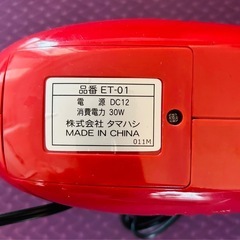 品番 ET-01
電源 DC12
消費電力 30W
株式会社 タマハシ
MADE IN CHINA
011M